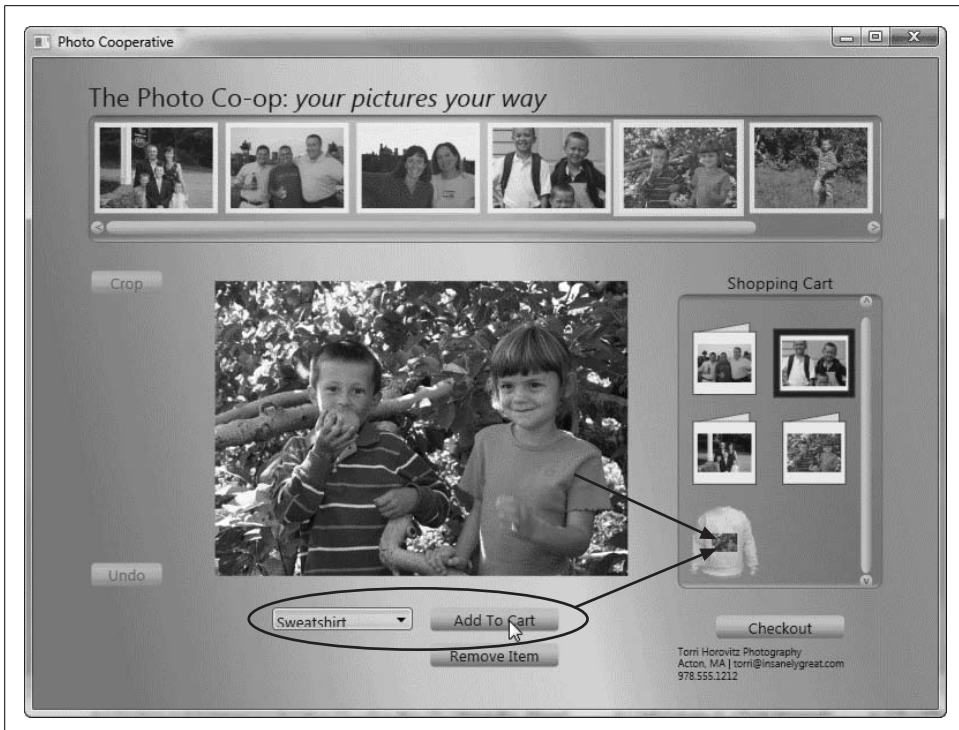 Photo Cooperative
The Photo Co-op: your pictures your way
Crop
Shopping Cart
Undo
Sweatshirt
Add To Cart
Remove Item
Checkout
Torri Horovitz Photography
Acton, MA | torri@insanelygreat.com
978.555.1212